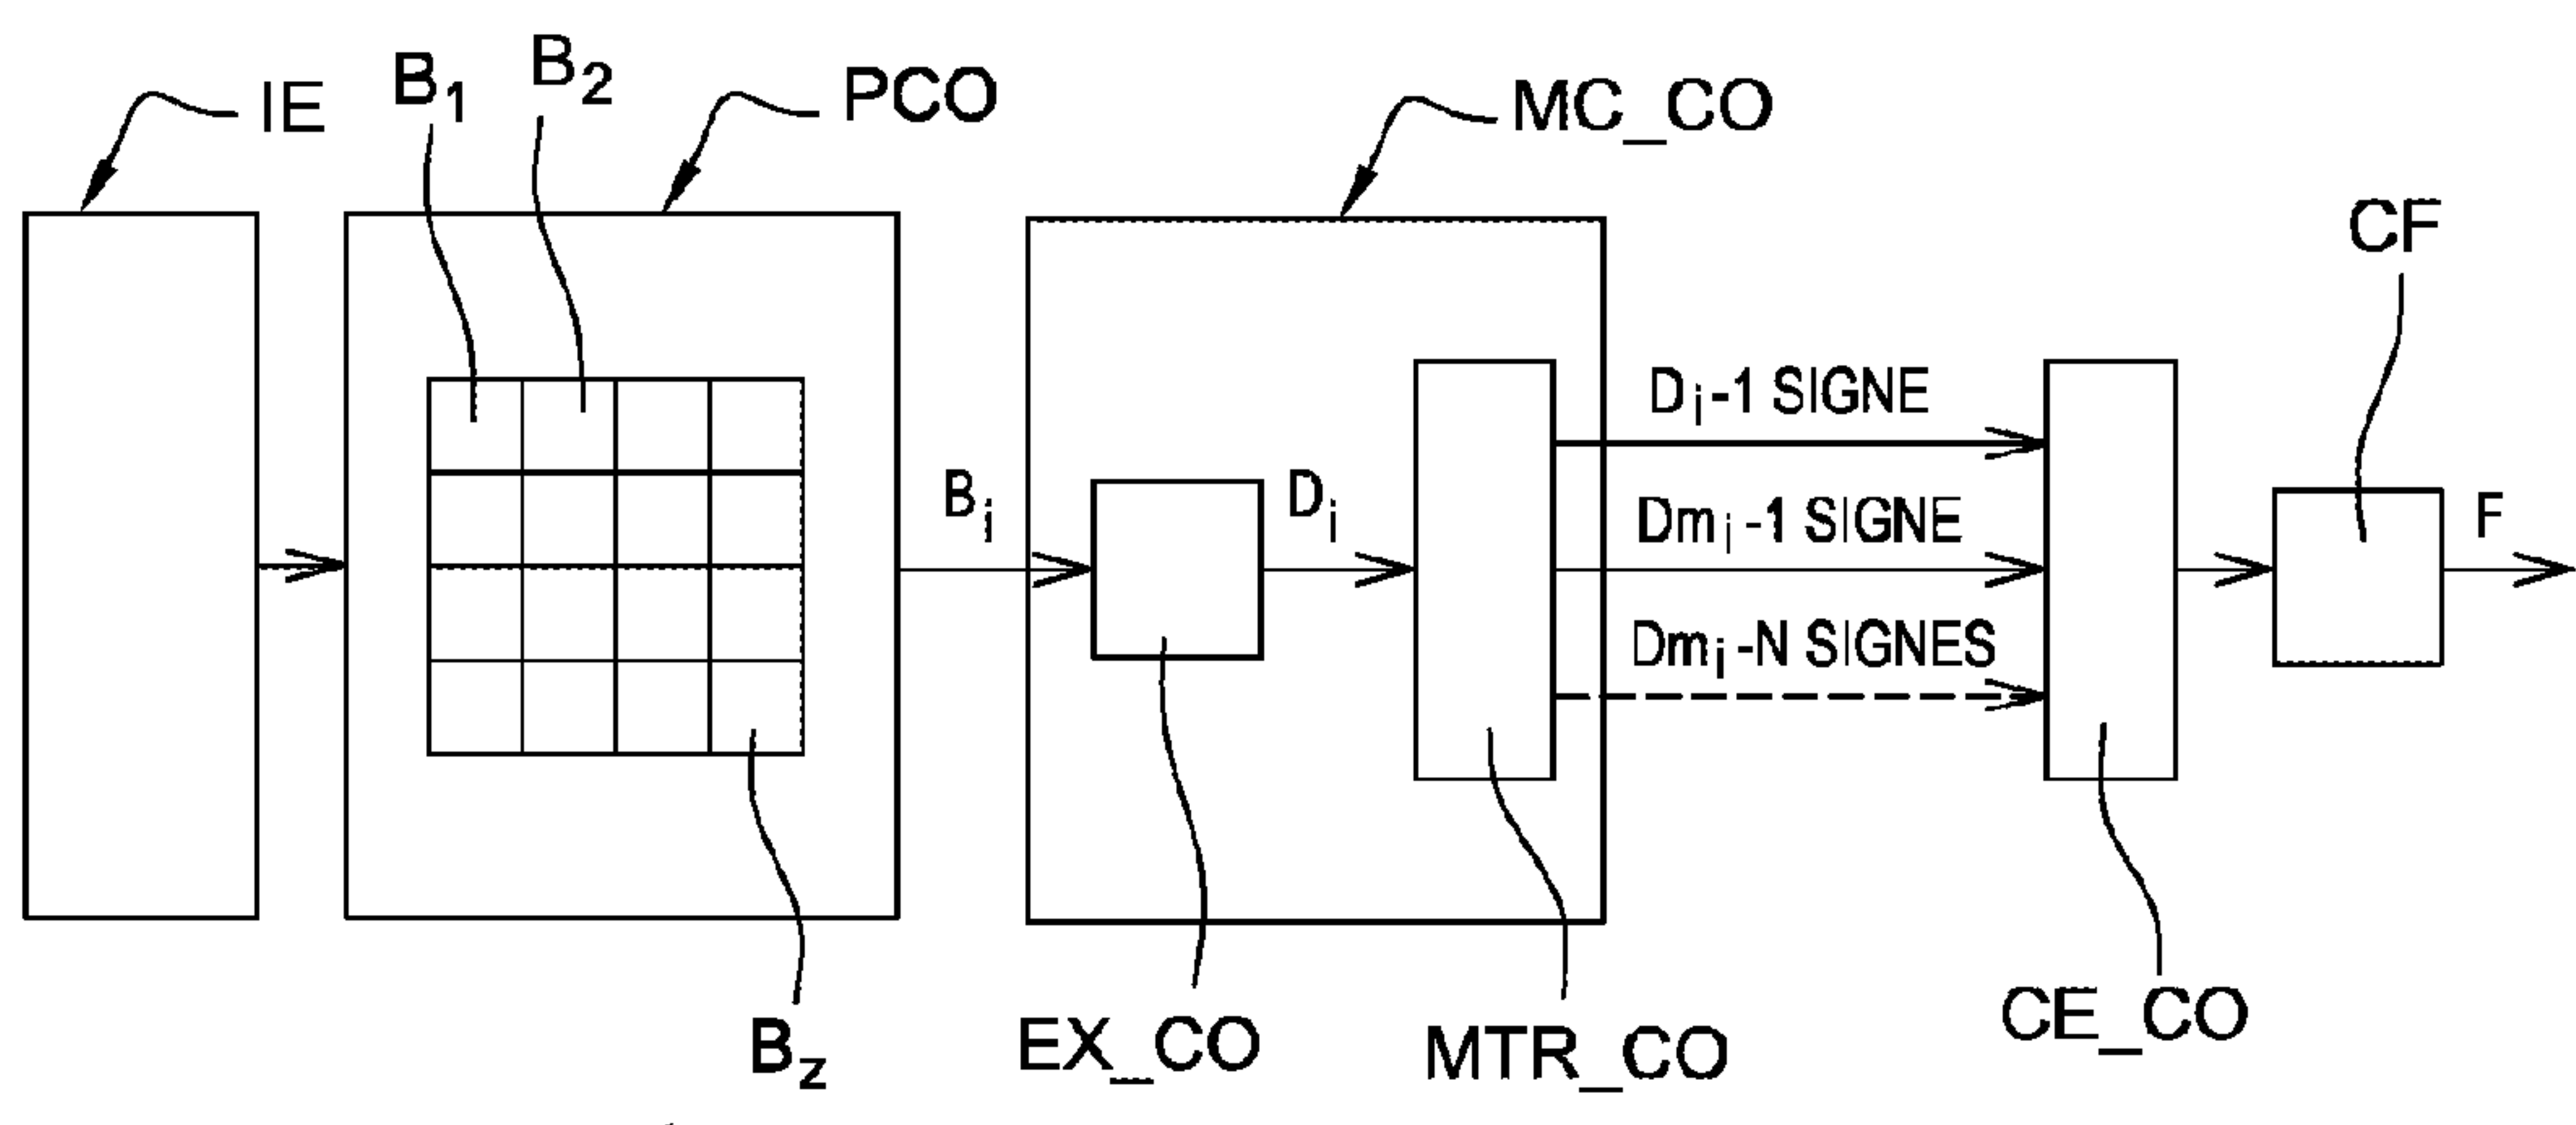 IE
B1
B2
PCO
MC_CO
CF
Bi
Di
Di-1 SIGNE
Dmi-1 SIGNE
Dmi-N SIGNES
F
Bz
EX_CO
MTR_CO
CE_CO